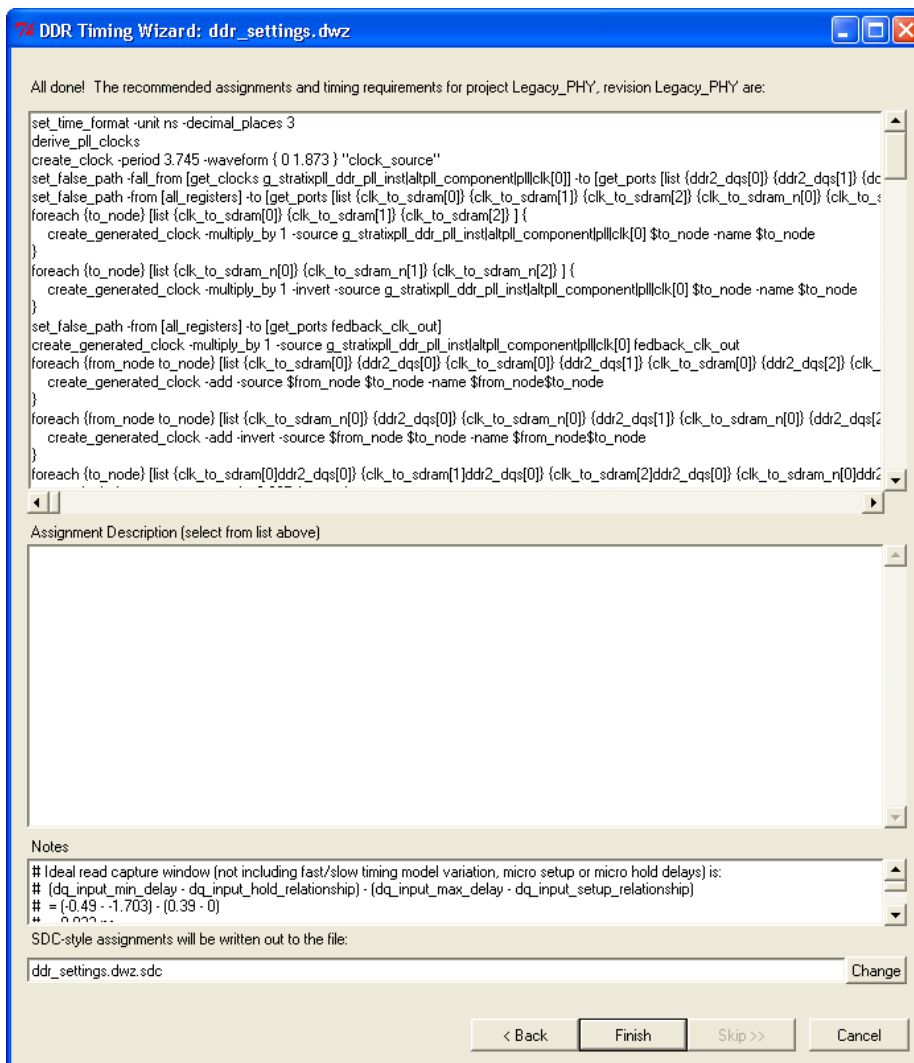 DDR Timing Wizard: ddr_settings.dwz
All done!  The recommended assignments and timing requirements for project Legacy_PHY, revision Legacy_PHY are:
set_time_format -unit ns -decimal_places 3
derive_pll_clocks
create_clock -period 3.745 -waveform { 0 1.873 } "clock_source"
set_false_path -fall_from [get_clocks g_stratixpll_ddr_pll_inst|altpll_component|pll|clk[0]] -to [get_ports [list {ddr2_dqs[0]} {ddr2_dqs[1]} {dc
set_false_path -from [all_registers] -to [get_ports [list {clk_to_sdram[0]} {clk_to_sdram[1]} {clk_to_sdram[2]} {clk_to_sdram_n[0]} {clk_to_s
foreach {to_node} [list {clk_to_sdram[0]} {clk_to_sdram[1]} {clk_to_sdram[2]} ] {
create_generated_clock -multiply_by 1 -source g_stratixpll_ddr_pll_inst|altpll_component|pll|clk[0] $to_node -name $to_node
}
foreach {to_node} [list {clk_to_sdram_n[0]} {clk_to_sdram_n[1]} {clk_to_sdram_n[2]} ] {
create_generated_clock -multiply_by 1 -invert -source g_stratixpll_ddr_pll_inst|altpll_component|pll|clk[0] $to_node -name $to_node
}
set_false_path -from [all_registers] -to [get_ports fedback_clk_out]
create_generated_clock -multiply_by 1 -source g_stratixpll_ddr_pll_inst|altpll_component|pll|clk[0] fedback_clk_out
foreach {from_node to_node} [list {clk_to_sdram[0]} {ddr2_dqs[0]} {clk_to_sdram[0]} {ddr2_dqs[1]} {clk_to_sdram[0]} {ddr2_dqs[2]} {clk_
create_generated_clock -add -source $from_node $to_node -name $from_node$to_node
}
foreach {from_node to_node} [list {clk_to_sdram_n[0]} {ddr2_dqs[0]} {clk_to_sdram_n[0]} {ddr2_dqs[1]} {clk_to_sdram_n[0]} {ddr2_dqs[2
create_generated_clock -add -invert -source $from_node $to_node -name $from_node$to_node
}
foreach {to_node} [list {clk_to_sdram[0]ddr2_dqs[0]} {clk_to_sdram[1]ddr2_dqs[0]} {clk_to_sdram[2]ddr2_dqs[0]} {clk_to_sdram_n[0]ddr2
Assignment Description (select from list above)
Notes
# Ideal read capture window (not including fast/slow timing model variation, micro setup or micro hold delays) is:
#  (dq_input_min_delay - dq_input_hold_relationship) - (dq_input_max_delay - dq_input_setup_relationship)
#  = (-0.49 - -1.703) - (0.39 - 0)
SDC-style assignments will be written out to the file:
ddr_settings.dwz.sdc
Change
< Back
Finish
Skip >>
Cancel